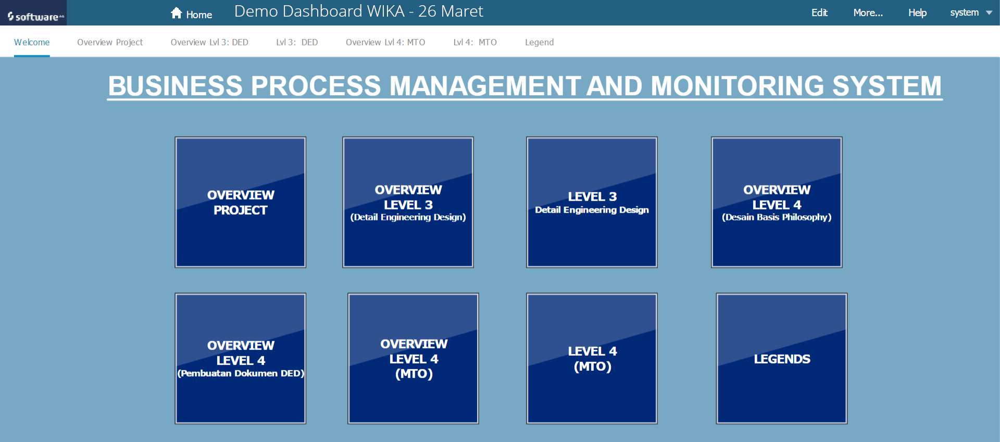 software AG
Home
Demo Dashboard WIKA - 26 Maret
Edit
More...
Help
system
Welcome
Overview Project
Overview Lvl 3: DED
Lvl 3: DED
Overview Lvl 4: MTO
Lvl 4: MTO
Legend
BUSINESS PROCESS MANAGEMENT AND MONITORING SYSTEM
OVERVIEW
PROJECT
OVERVIEW
LEVEL 3
(Detail Engineering Design)
LEVEL 3
Detail Engineering Design
OVERVIEW
LEVEL 4
(Desain Basis Philosophy)
OVERVIEW
LEVEL 4
(Pembuatan Dokumen DED)
OVERVIEW
LEVEL 4
(MTO)
LEVEL 4
(MTO)
LEGENDS